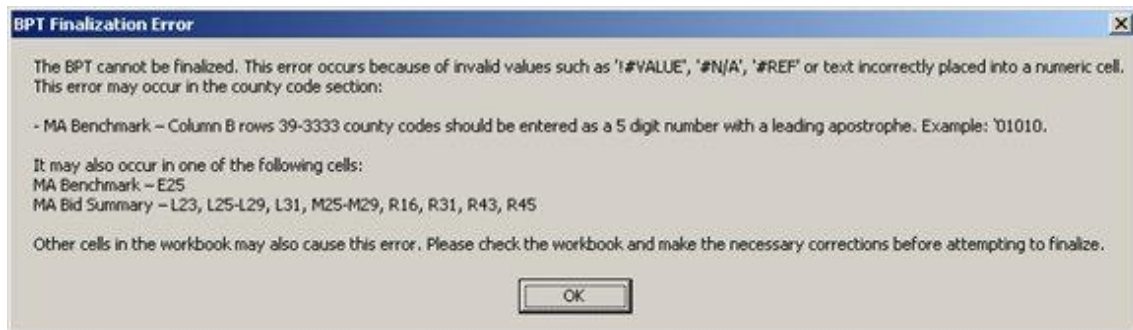 BPT Finalization Error
The BPT cannot be finalized. This error occurs because of invalid values such as '!#VALUE', '#N/A', '#REF' or text incorrectly placed into a numeric cell.
This error may occur in the county code section:
- MA Benchmark – Column B rows 39-3333 county codes should be entered as a 5 digit number with a leading apostrophe. Example: '01010.
It may also occur in one of the following cells:
MA Benchmark – E25
MA Bid Summary – L23, L25-L29, L31, M25-M29, R16, R31, R43, R45
Other cells in the workbook may also cause this error. Please check the workbook and make the necessary corrections before attempting to finalize.
OK